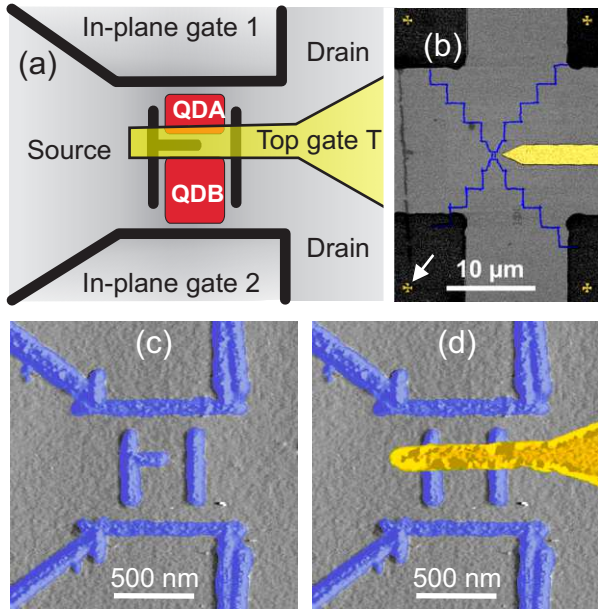 In-plane gate 1
(a)
Drain
QDA
Source
Top gate T
QDB
Drain
In-plane gate 2
(b)
10 µm
(c)
500 nm
(d)
500 nm